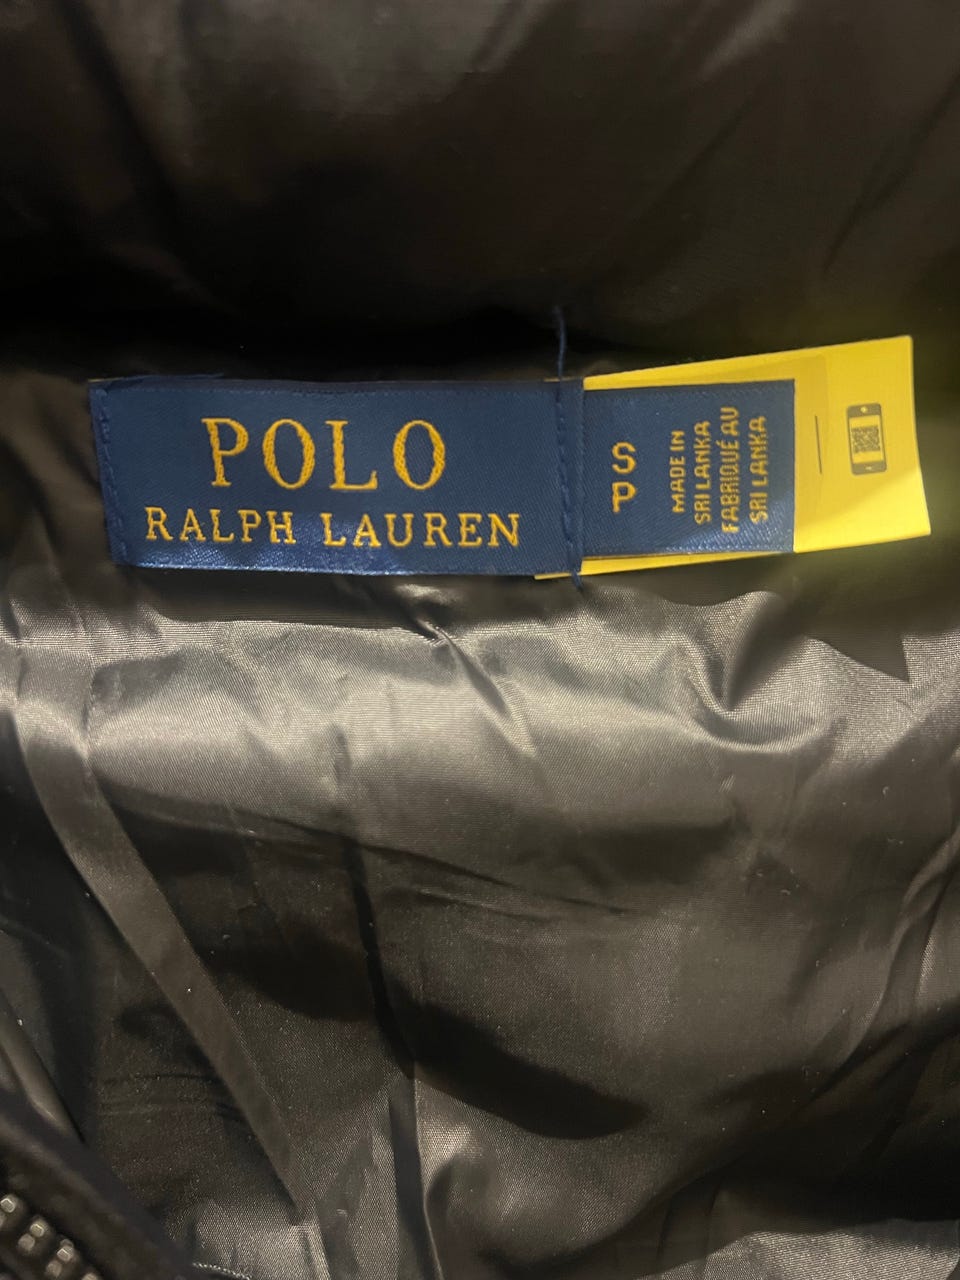 POLO
RALPH LAUREN
S
P
MADE IN
SRI LANKA
FABRIQUÉ AU
SRI LANKA